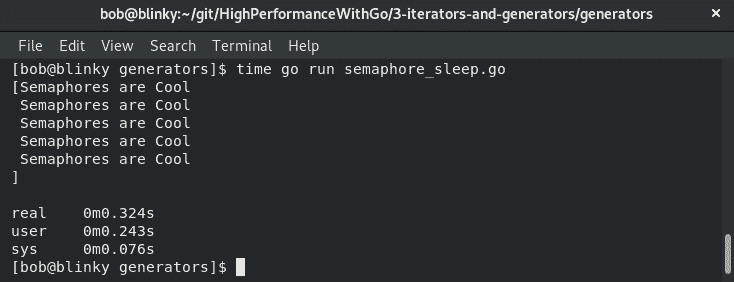 bob@blinky:~/git/HighPerformanceWithGo/3-iterators-and-generators/generators ×
File Edit View Search Terminal Help
[bob@blinky generators]$ time go run semaphore_sleep.go
[Semaphores are Cool
 Semaphores are Cool
 Semaphores are Cool
 Semaphores are Cool
 Semaphores are Cool
]

real    0m0.324s
user    0m0.243s
sys     0m0.076s
[bob@blinky generators]$